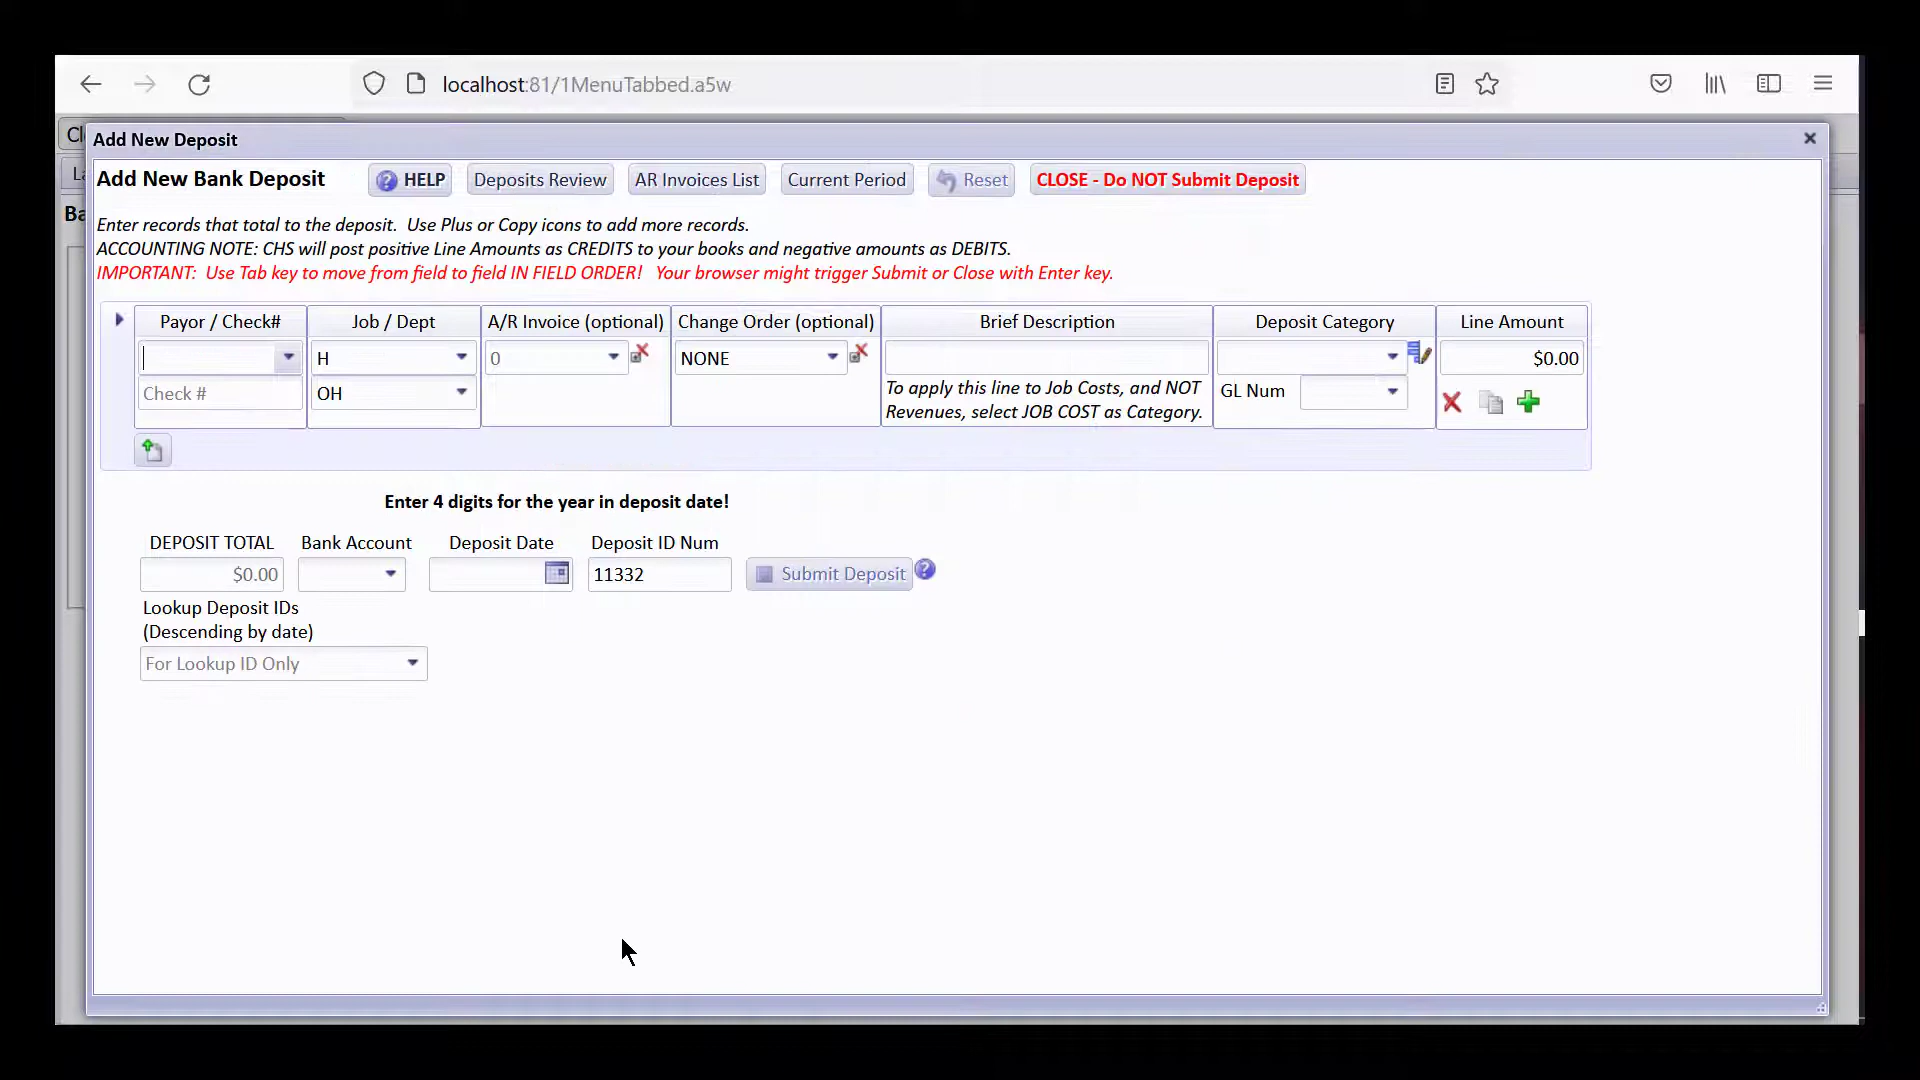 localhost:81/1MenuTabbed.a5w
Add New Deposit
Add New Bank Deposit
HELP
Deposits Review
AR Invoices List
Current Period
Reset
CLOSE - Do NOT Submit Deposit
Enter records that total to the deposit. Use Plus or Copy icons to add more records.
ACCOUNTING NOTE: CHS will post positive Line Amounts as CREDITS to your books and negative amounts as DEBITS.
IMPORTANT: Use Tab key to move from field to field IN FIELD ORDER! Your browser might trigger Submit or Close with Enter key.
Payor / Check#
Job / Dept
A/R Invoice (optional)
Change Order (optional)
Brief Description
Deposit Category
Line Amount
H
0
NONE
$0.00
Check #
OH
To apply this line to Job Costs, and NOT
Revenues, select JOB COST as Category.
GL Num
Enter 4 digits for the year in deposit date!
DEPOSIT TOTAL
Bank Account
Deposit Date
Deposit ID Num
$0.00
11332
Submit Deposit
Lookup Deposit IDs
(Descending by date)
For Lookup ID Only